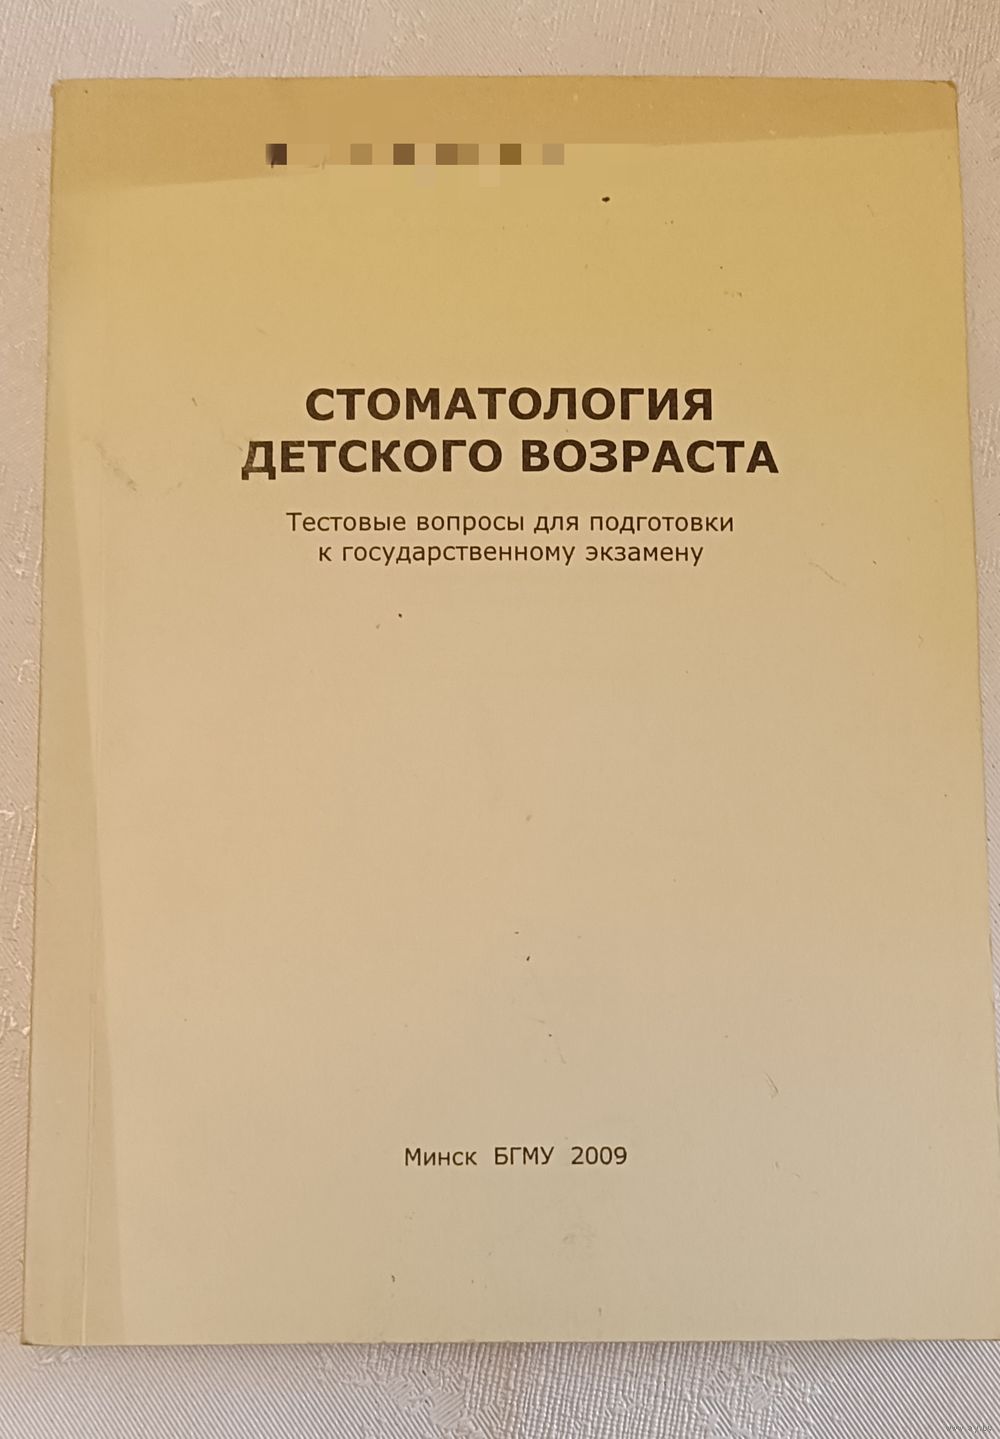 СТОМАТОЛОГИЯ
ДЕТСКОГО ВОЗРАСТА
Тестовые вопросы для подготовки
к государственному экзамену
Минск БГМУ 2009